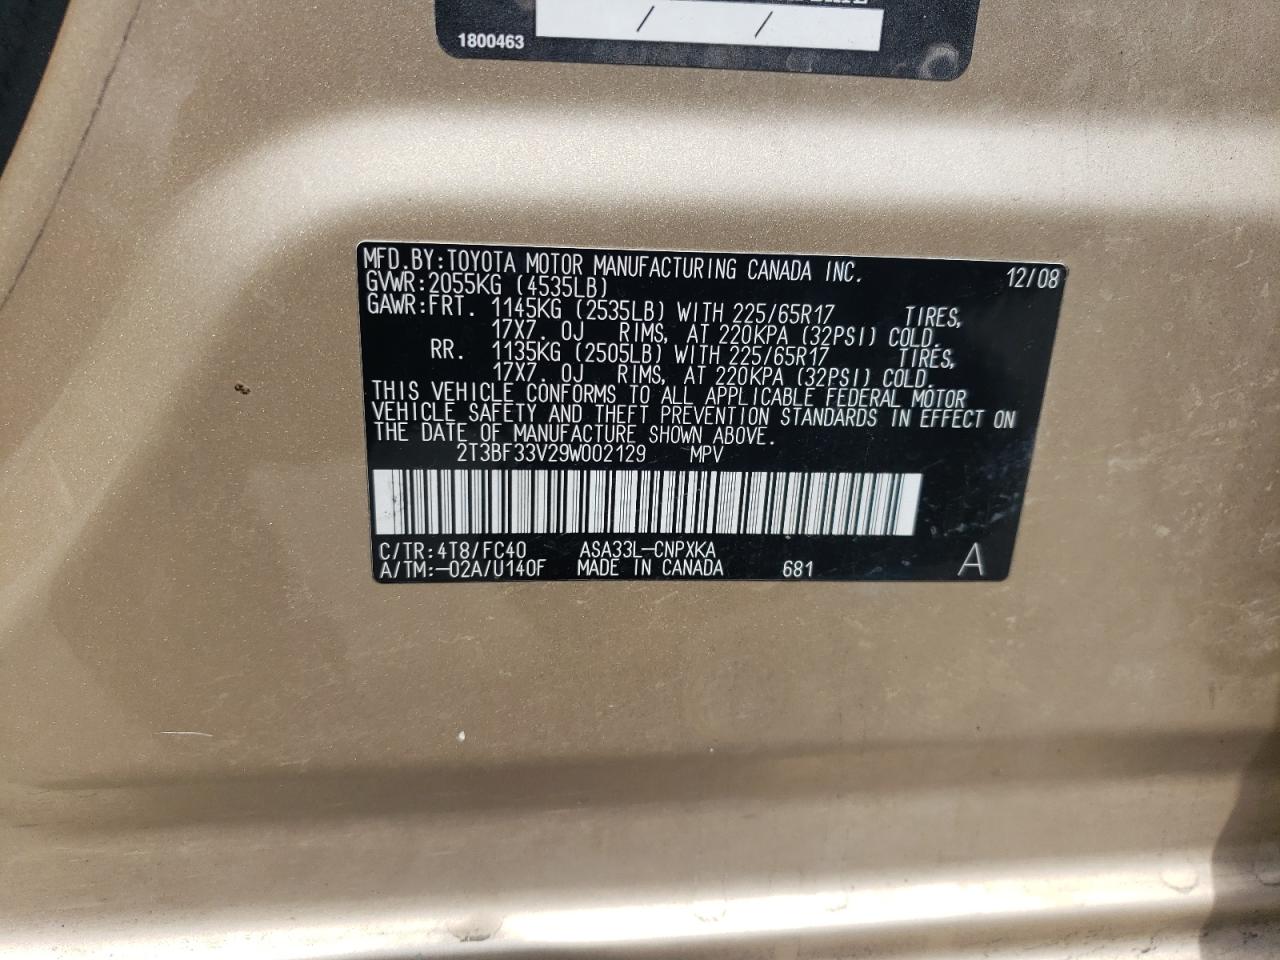 1800463 / /
MFD.BY:TOYOTA MOTOR MANUFACTURING CANADA INC. 12/08
GVWR:2055KG (4535LB)
GAWR:FRT. 1145KG (2535LB) WITH 225/65R17 TIRES,
17X7.0J RIMS, AT 220KPA (32PSI) COLD.
RR. 1135KG (2505LB) WITH 225/65R17 TIRES,
17X7.0J RIMS, AT 220KPA (32PSI) COLD.
THIS VEHICLE CONFORMS TO ALL APPLICABLE FEDERAL MOTOR
VEHICLE SAFETY AND THEFT PREVENTION STANDARDS IN EFFECT ON
THE DATE OF MANUFACTURE SHOWN ABOVE.
2T3BF33V29W002129 MPV
C/TR:4T8/FC40 ASA33L-CNPXKA
A/TM:-02A/U140F MADE IN CANADA 681 A